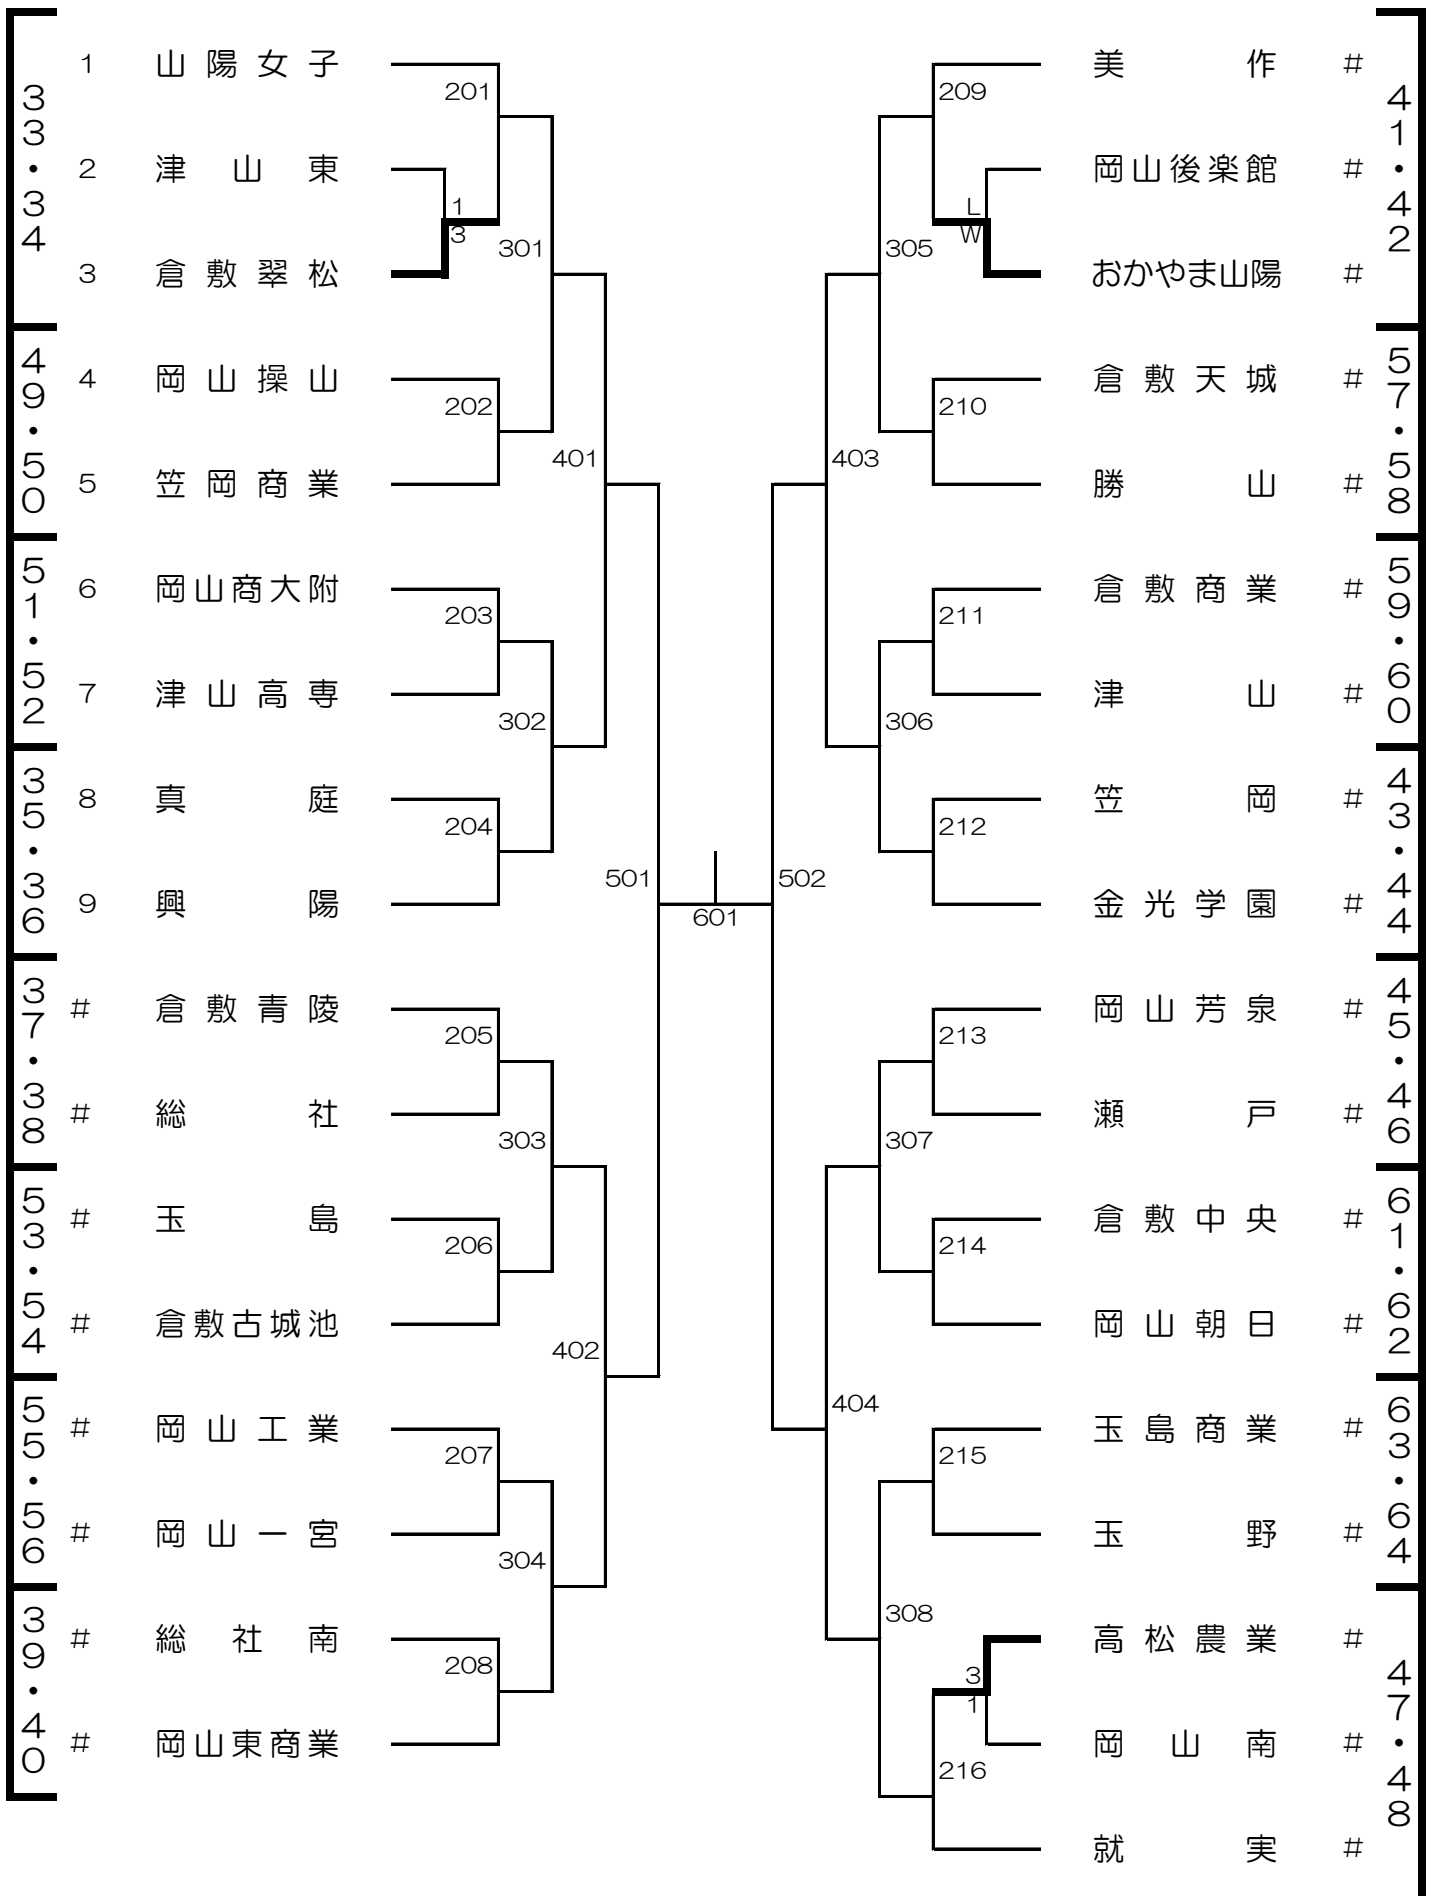 33・34
1 山陽女子
201
2 津山東
1
3
301
3 倉敷翠松
49・50
4 岡山操山
202
401
5 笠岡商業
51・52
6 岡山商大附
203
7 津山高専
302
35・36
8 真庭
204
501
9 興陽
601
37・38
# 倉敷青陵
205
# 総社
303
53・54
# 玉島
206
# 倉敷古城池
402
55・56
# 岡山工業
207
# 岡山一宮
304
39・40
# 総社南
208
# 岡山東商業
美作 #
209
41・42
岡山後楽館 #
L
W
305
おかやま山陽 #
倉敷天城 #
57・58
210
403
勝山 #
倉敷商業 #
59・60
211
津山 #
306
笠岡 #
43・44
212
502
金光学園 #
岡山芳泉 #
45・46
213
瀬戸 #
307
倉敷中央 #
61・62
214
岡山朝日 #
404
玉島商業 #
63・64
215
玉野 #
308
高松農業 #
3
1
47・48
岡山南 #
216
就実 #